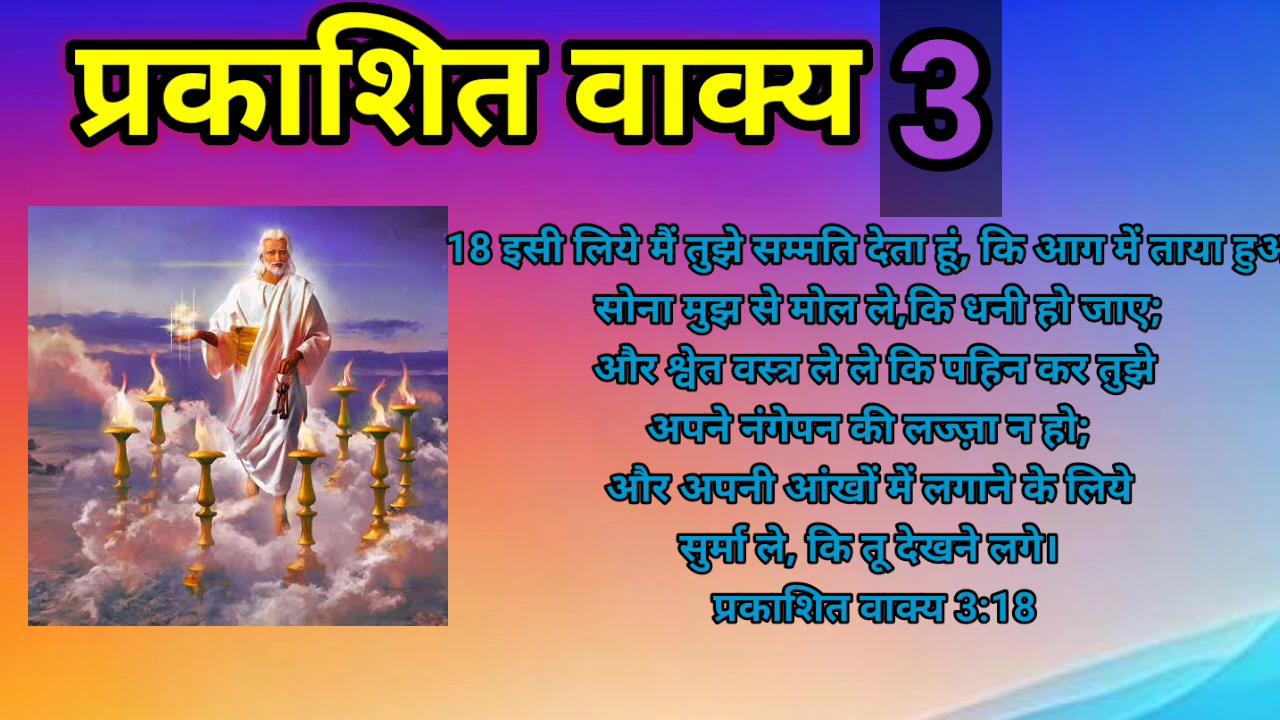 प्रकाशित वाक्य 3
18 इसी लिये मैं तुझे सम्मति देता हूं, कि आग में ताया
सोना मुझ से मोल ले,कि धनी हो जाए;
और श्वेत वस्त्र ले ले कि पहिन कर तुझे
अपने नंगेपन की लज्ज़ा न हो;
और अपनी आंखों में लगाने के लिये
सुर्मा ले, कि तू देखने लगे।
प्रकाशित वाक्य 3:18